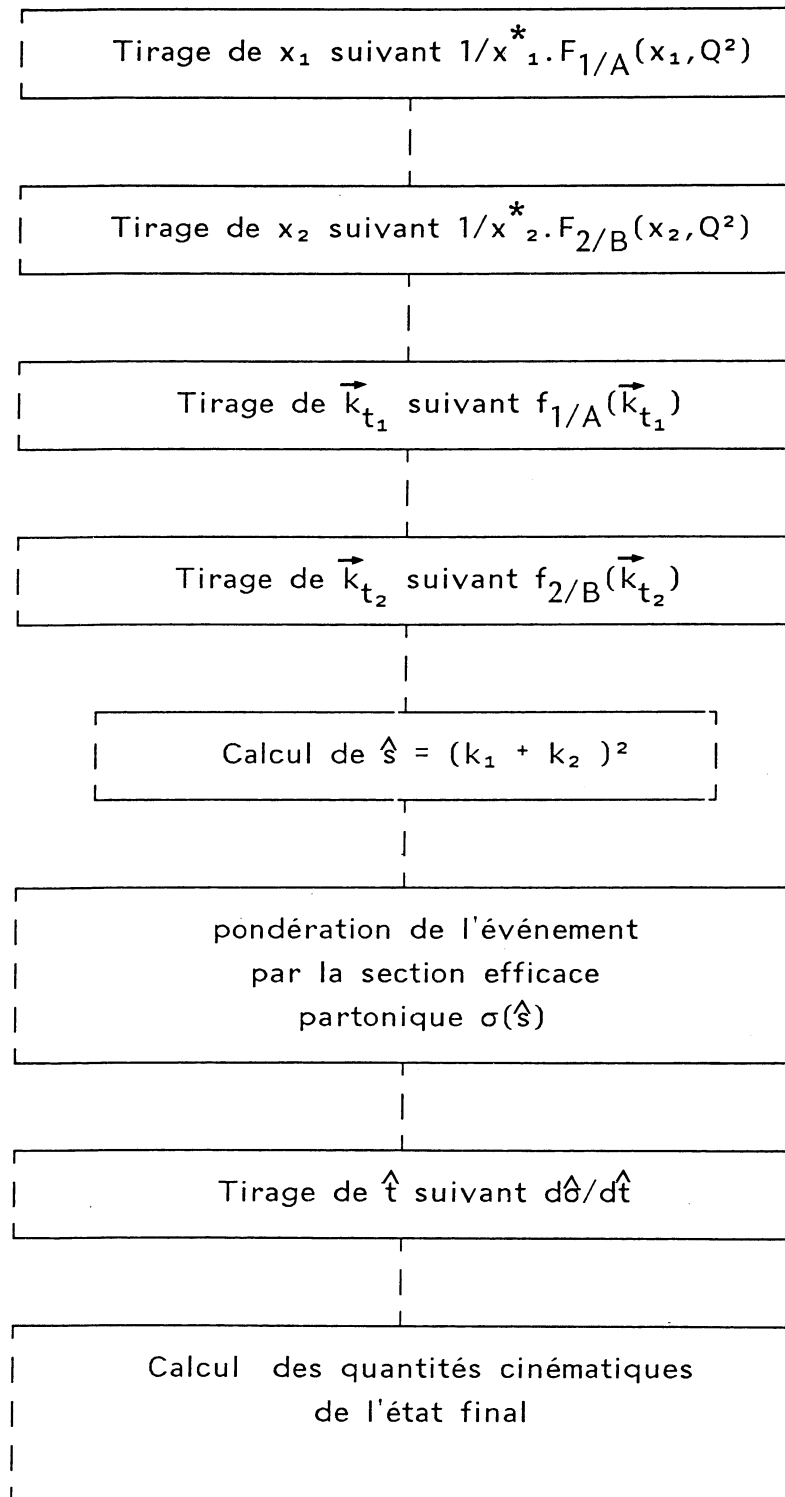 Tirage de x₁ suivant 1/x*₁.F₁/A(x₁,Q²)
Tirage de x₂ suivant 1/x*₂.F₂/B(x₂,Q²)
Tirage de k⃗t₁ suivant f₁/A(k⃗t₁)
Tirage de k⃗t₂ suivant f₂/B(k⃗t₂)
Calcul de ŝ = (k₁ + k₂ )²
pondération de l'événement
par la section efficace
partonique σ(ŝ)
Tirage de t̂ suivant dσ̂/dt̂
Calcul des quantités cinématiques
de l'état final